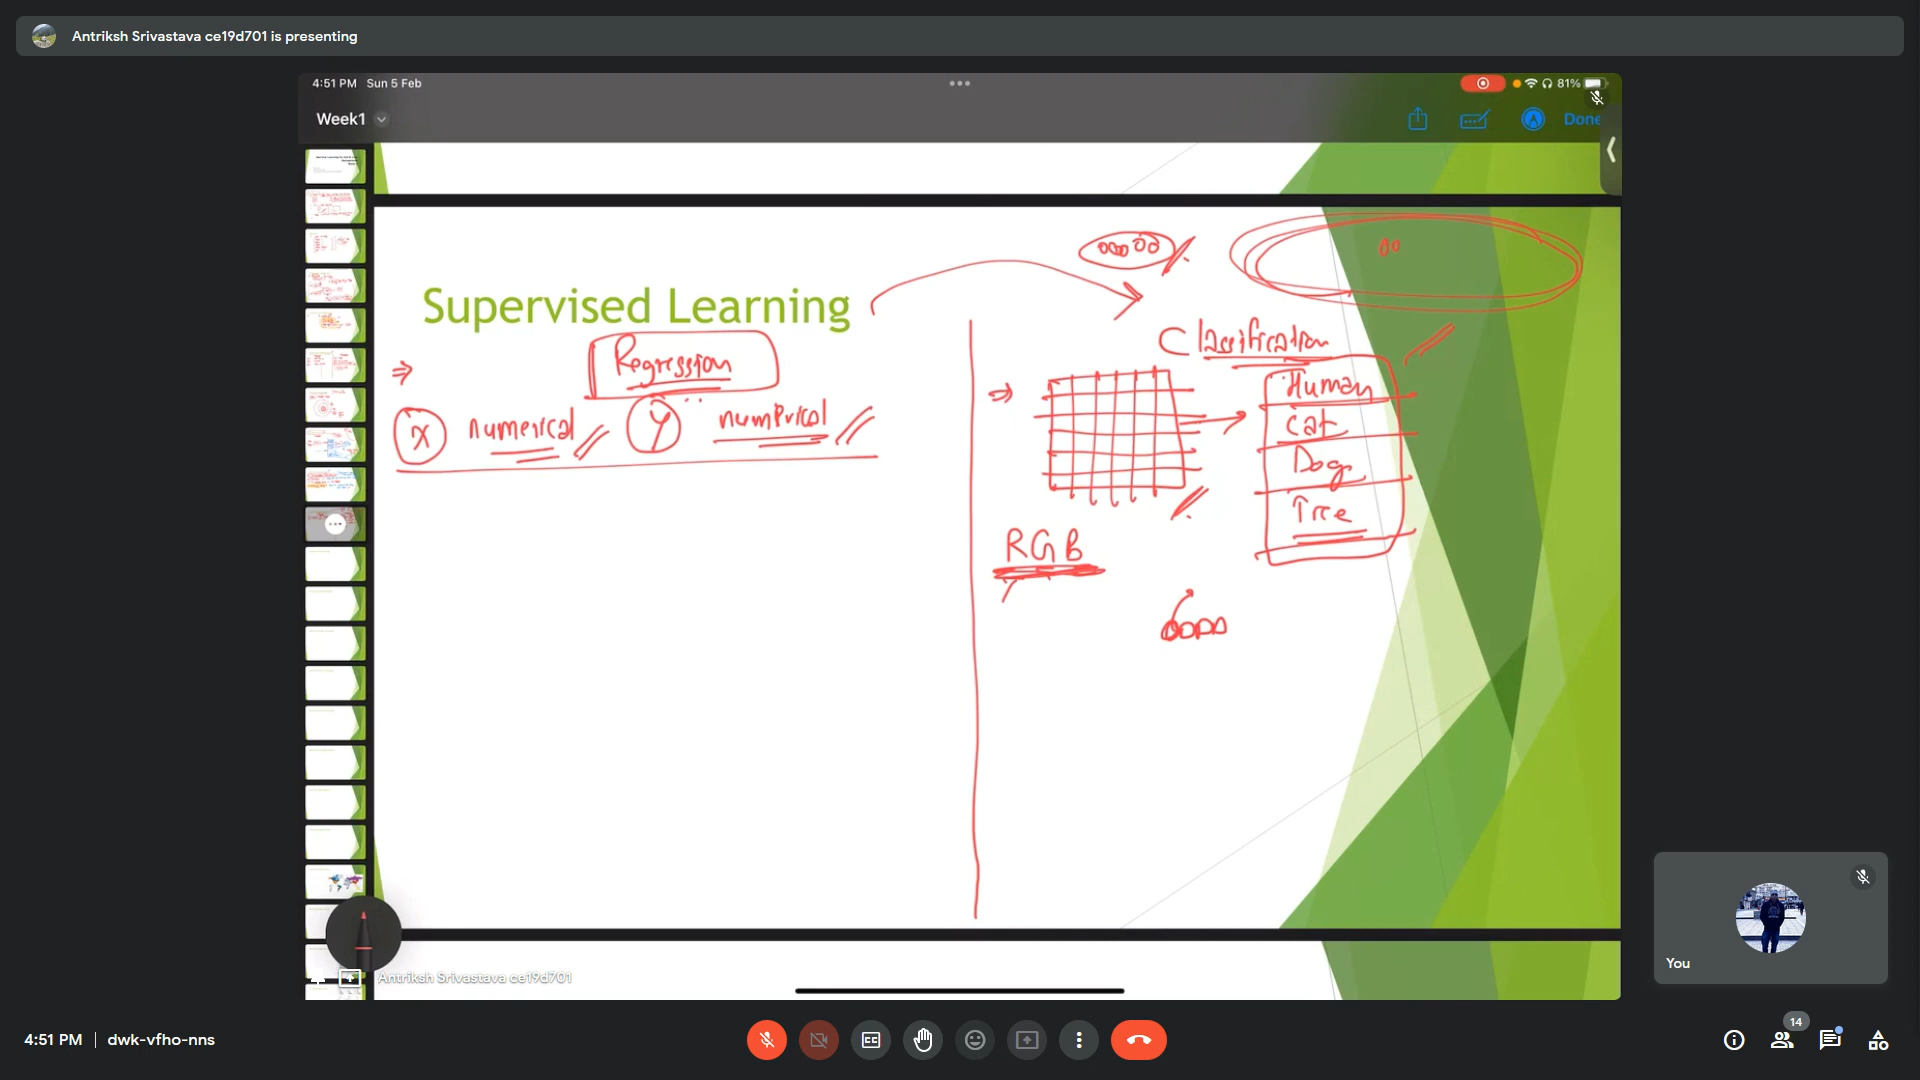 Antriksh Srivastava ce19d701 is presenting
4:51 PM Sun 5 Feb
81%
Week1
Done
Supervised Learning
Regression
X numerical Y numerical
Classification
Human
Cat
Dog
Tree
RGB
Antriksh Srivastava ce19d701
You
4:51 PM | dwk-vfho-nns
14